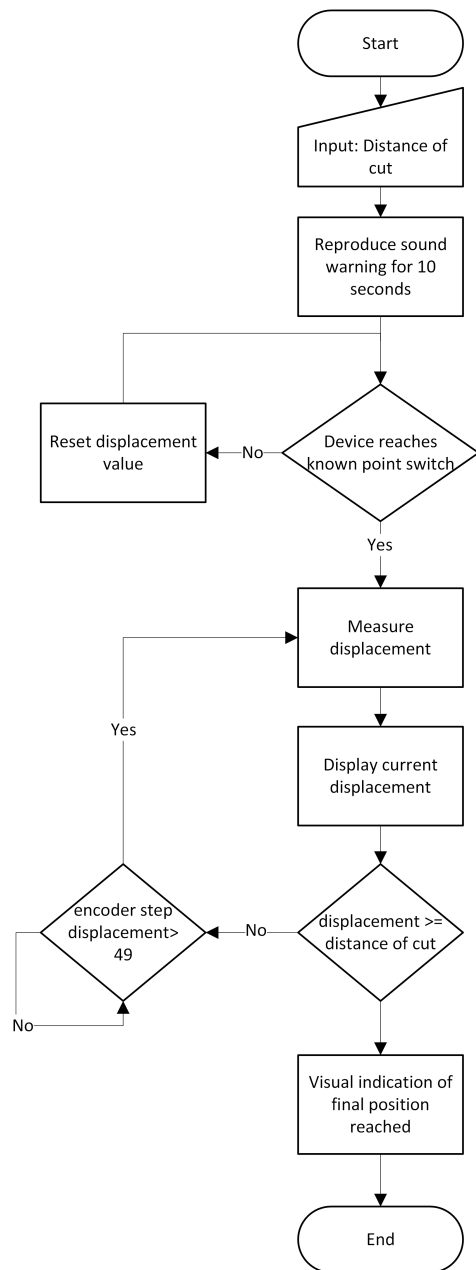 Start
Input: Distance of
cut
Reproduce sound
warning for 10
seconds
Reset displacement
value
No
Device reaches
known point switch
Yes
Measure
displacement
Yes
Display current
displacement
encoder step
displacement>
49
No
displacement >=
distance of cut
No
Visual indication of
final position
reached
End